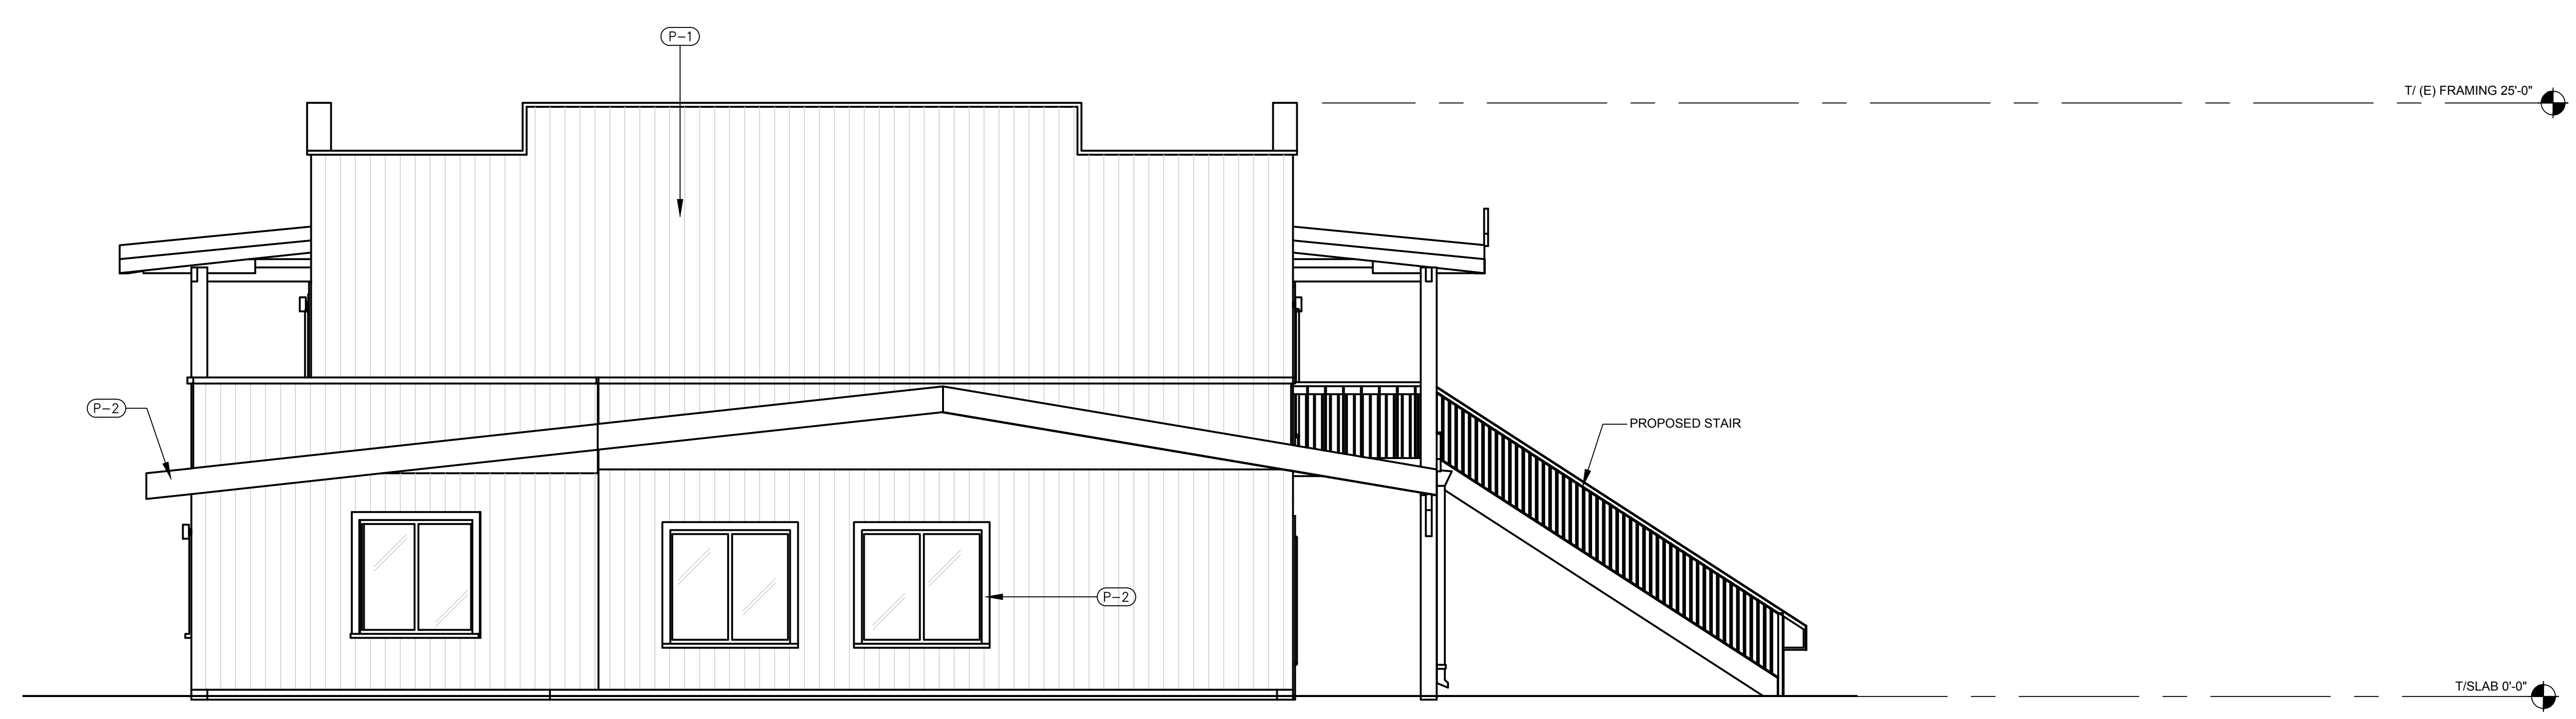 P-1
T/ (E) FRAMING 25'-0"
P-2
PROPOSED STAIR
P-2
T/SLAB 0'-0"